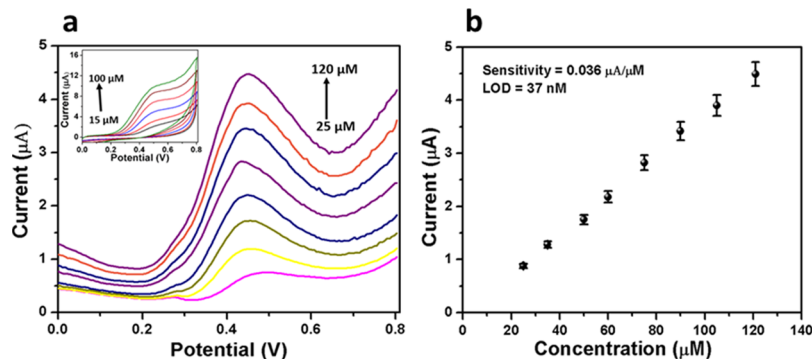 a
5
4
3
2
1
0
Current (µA)
0.0 0.2 0.4 0.6 0.8
Potential (V)
120 µM
25 µM
16
12
8
4
0
Current (µA)
100 µM
15 µM
0.0 0.2 0.4 0.6 0.8
Potential (V)
b
5
4
3
2
1
0
Current (µA)
Sensitivity = 0.036 µA/µM
LOD = 37 nM
0 20 40 60 80 100 120 140
Concentration (µM)